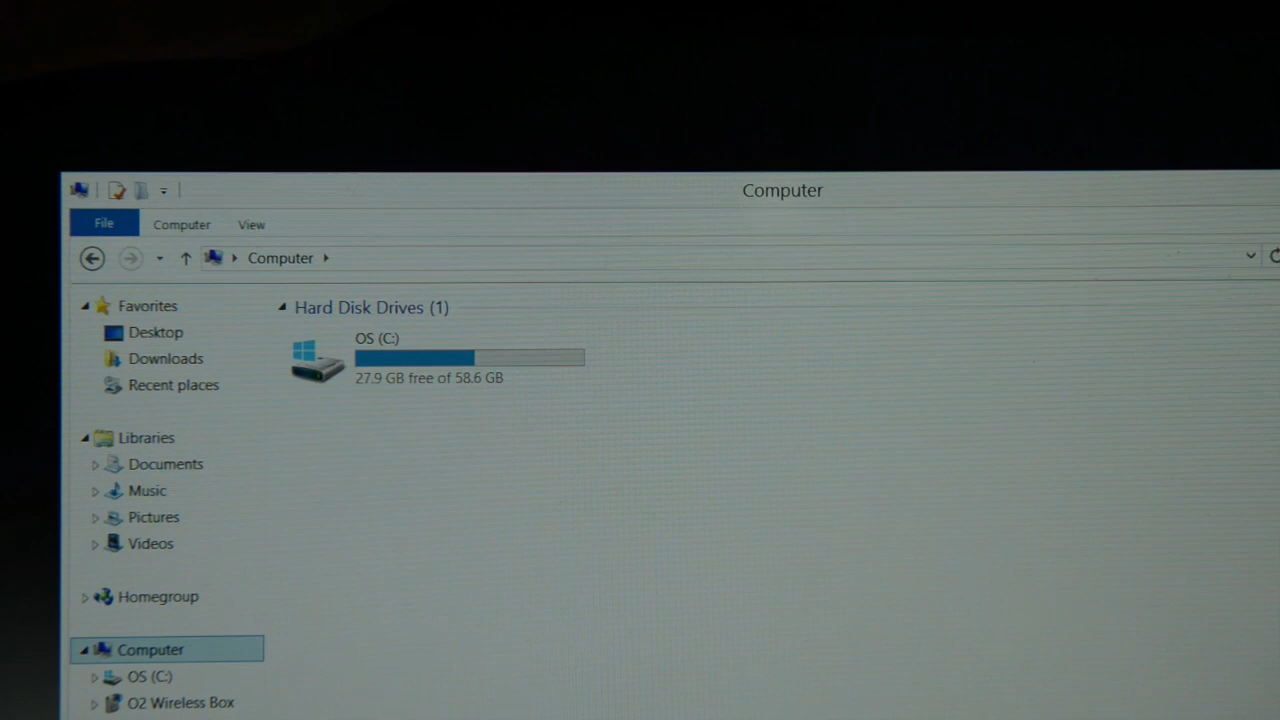 Computer
File Computer View
Computer
Favorites
Desktop
Downloads
Recent places
Libraries
Documents
Music
Pictures
Videos
Homegroup
Computer
OS (C:)
O2 Wireless Box
Hard Disk Drives (1)
OS (C:)
27.9 GB free of 58.6 GB